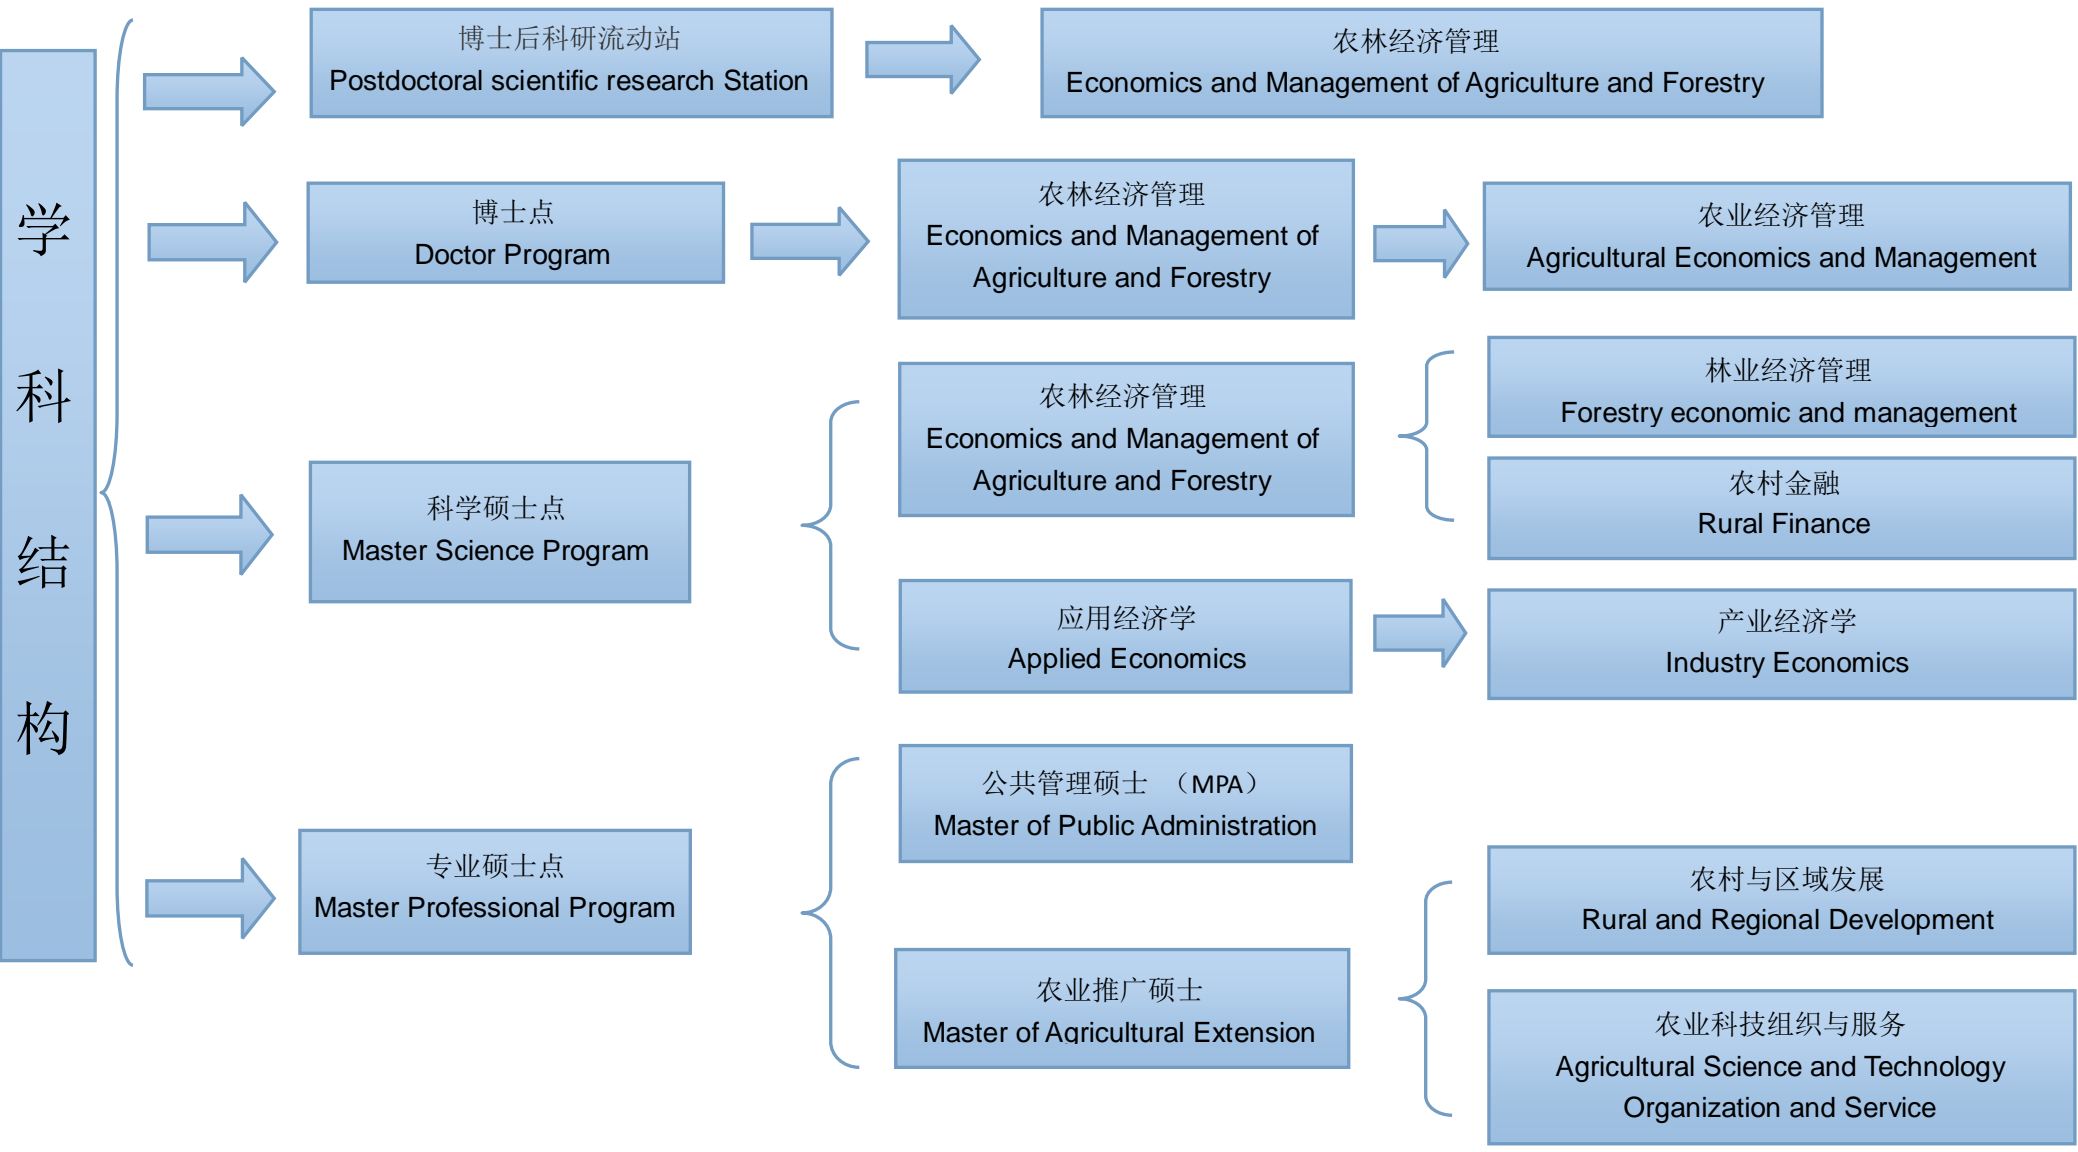 学
科
结
构
博士后科研流动站
Postdoctoral scientific research Station
农林经济管理
Economics and Management of Agriculture and Forestry
博士点
Doctor Program
农林经济管理
Economics and Management of
Agriculture and Forestry
农业经济管理
Agricultural Economics and Management
科学硕士点
Master Science Program
农林经济管理
Economics and Management of
Agriculture and Forestry
林业经济管理
Forestry economic and management
农村金融
Rural Finance
应用经济学
Applied Economics
产业经济学
Industry Economics
专业硕士点
Master Professional Program
公共管理硕士 （MPA）
Master of Public Administration
农业推广硕士
Master of Agricultural Extension
农村与区域发展
Rural and Regional Development
农业科技组织与服务
Agricultural Science and Technology
Organization and Service